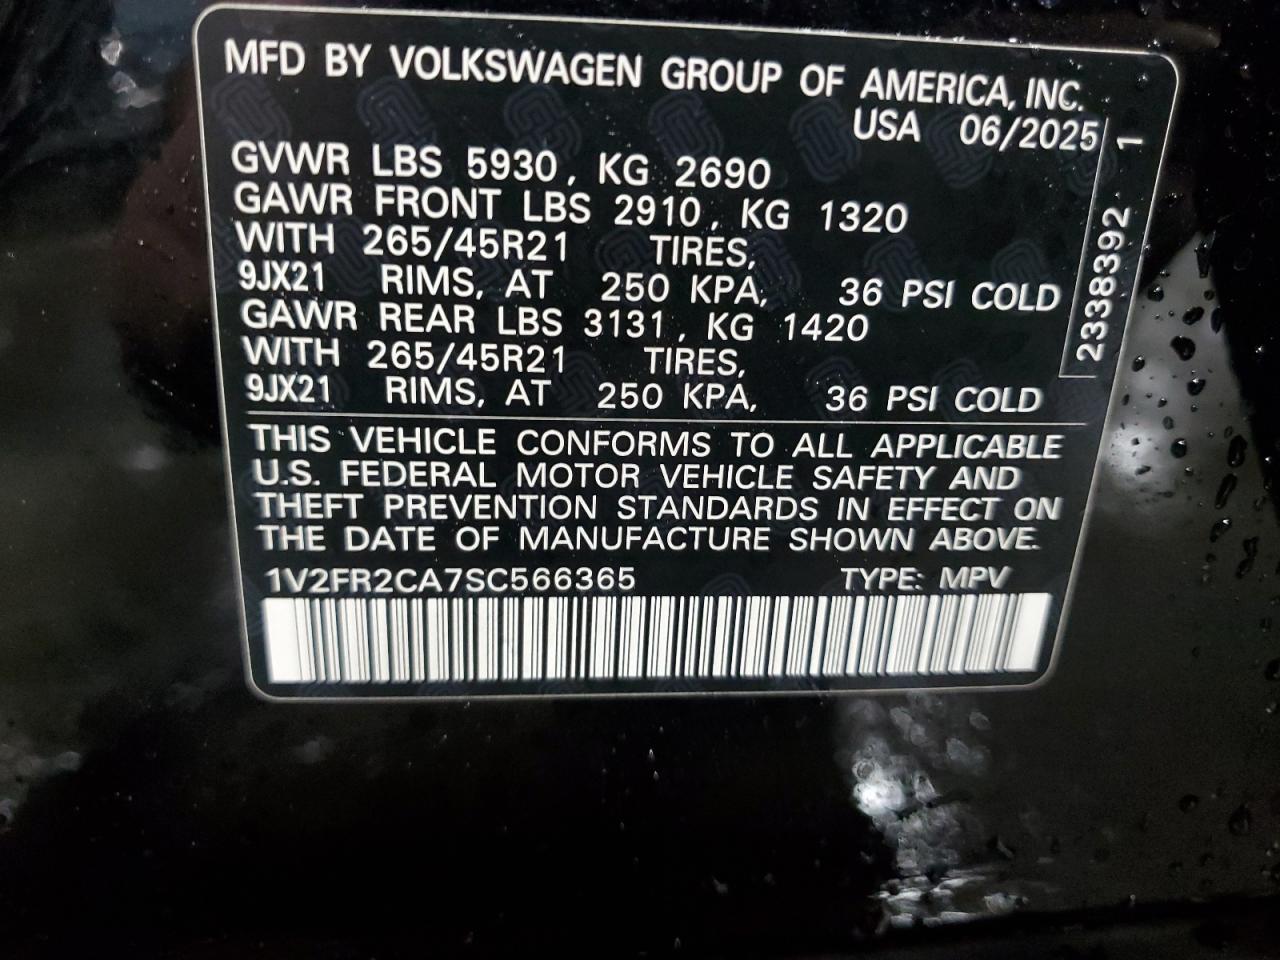 MFD BY VOLKSWAGEN GROUP OF AMERICA, INC.
USA 06/2025
GVWR LBS 5930, KG 2690
GAWR FRONT LBS 2910, KG 1320
WITH 265/45R21 TIRES,
9JX21 RIMS, AT 250 KPA, 36 PSI COLD
GAWR REAR LBS 3131, KG 1420
WITH 265/45R21 TIRES,
9JX21 RIMS, AT 250 KPA, 36 PSI COLD
THIS VEHICLE CONFORMS TO ALL APPLICABLE
U.S. FEDERAL MOTOR VEHICLE SAFETY AND
THEFT PREVENTION STANDARDS IN EFFECT ON
THE DATE OF MANUFACTURE SHOWN ABOVE.
1V2FR2CA7SC566365 TYPE: MPV
2338392 1